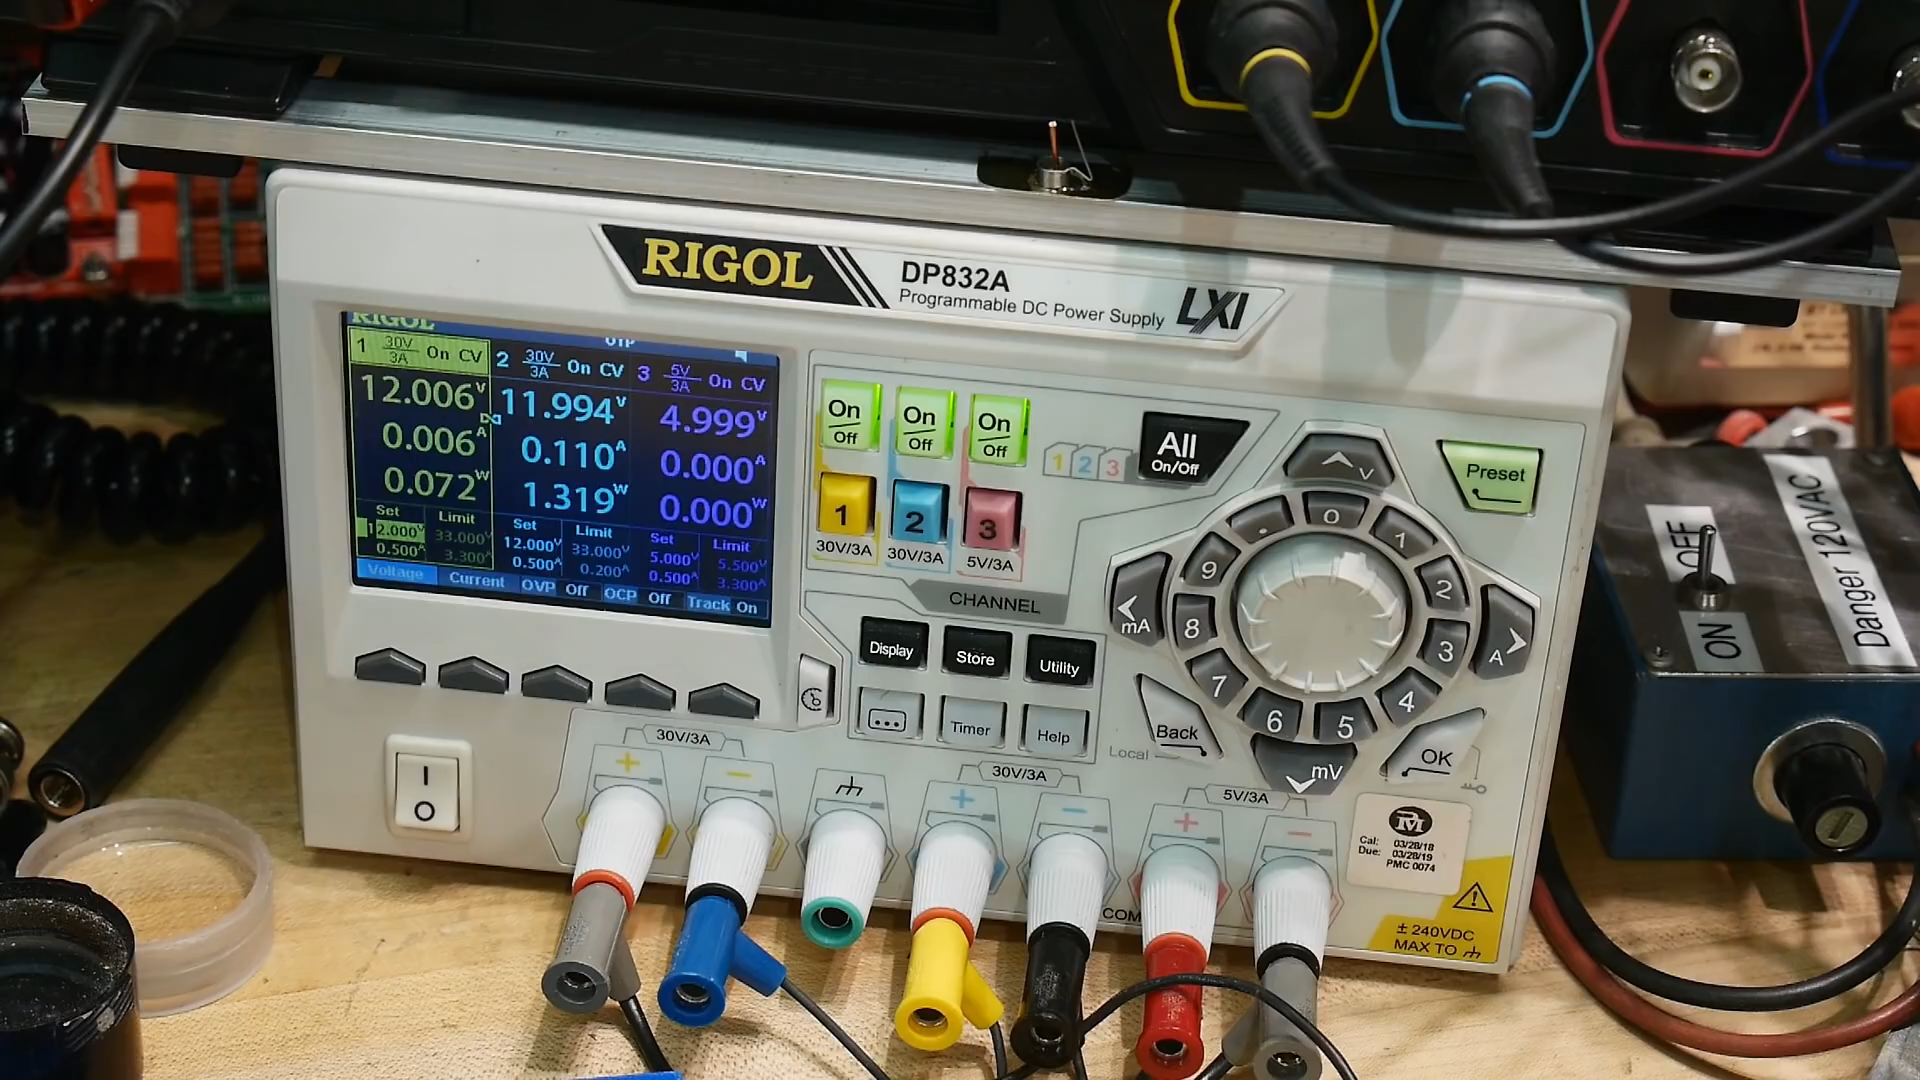 RIGOL
DP832A
Programmable DC Power Supply
LXI
RIGOL
OTP
1 30V/3A On CV
12.006V
0.006A
0.072W
Set Limit
12.000V 33.000V
0.500A 3.300A
2 30V/3A On CV
11.994V
0.110A
1.319W
Set Limit
12.000V 33.000V
0.500A 0.200A
3 5V/3A On CV
4.999V
0.000A
0.000W
Set Limit
5.000V 5.500V
0.500A 3.300A
Voltage Current OVP Off OCP Off Track On
On/Off
On/Off
On/Off
1 2 3
All
On/Off
1
2
3
30V/3A
30V/3A
5V/3A
CHANNEL
Preset
V
mA
A
mV
.
0
1
2
3
4
5
6
7
8
9
Display
Store
Utility
Timer
Help
Back
Local
OK
I
O
30V/3A
+
-
30V/3A
+
-
5V/3A
+
-
COM
PM
Cal: 03/28/18
Due: 03/28/19
PMC 0074
± 240VDC
MAX TO
OFF
ON
Danger 120VAC